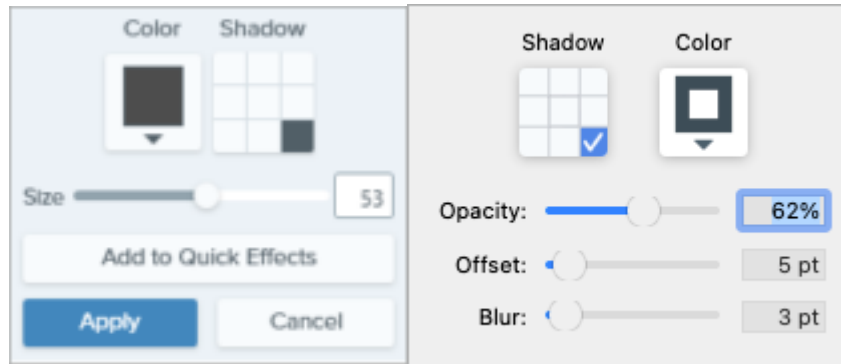 Color Shadow
Size 53
Add to Quick Effects
Apply Cancel
Shadow Color
Opacity: 62%
Offset: 5 pt
Blur: 3 pt